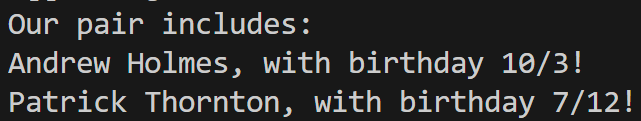 Our pair includes:
Andrew Holmes, with birthday 10/3!
Patrick Thornton, with birthday 7/12!